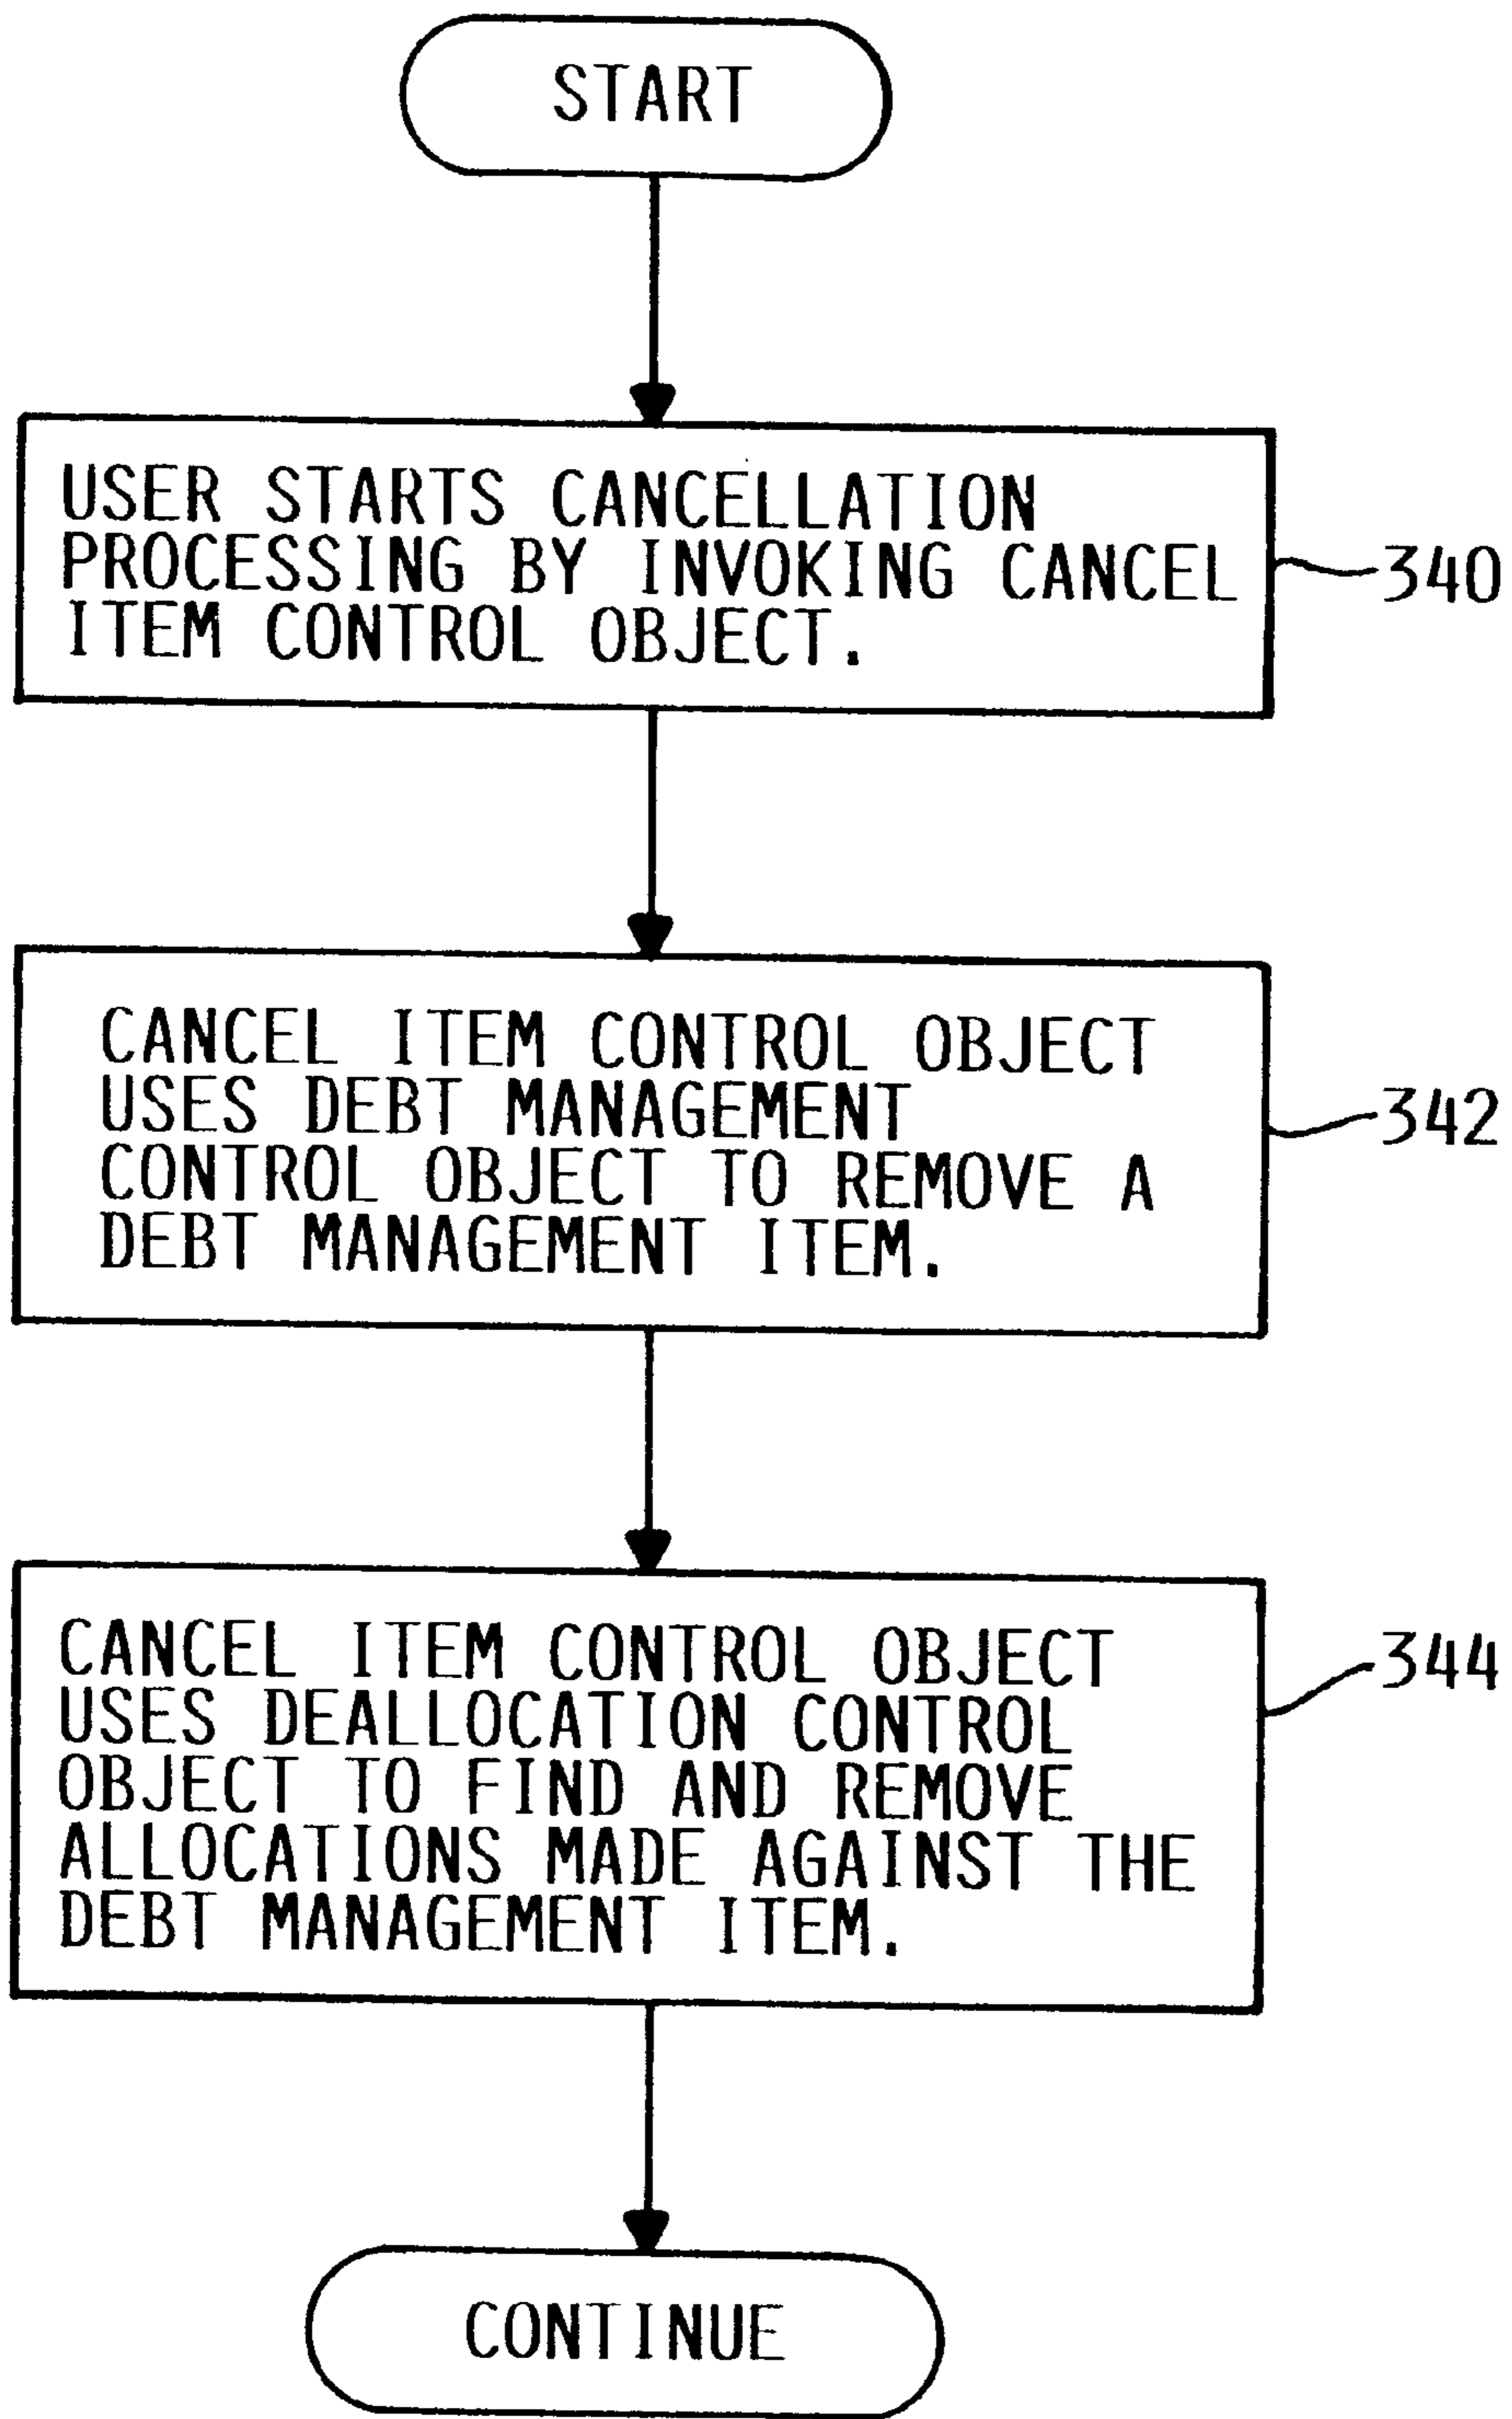 START
USER STARTS CANCELLATION
PROCESSING BY INVOKING CANCEL
ITEM CONTROL OBJECT.
340
CANCEL ITEM CONTROL OBJECT
USES DEBT MANAGEMENT
CONTROL OBJECT TO REMOVE A
DEBT MANAGEMENT ITEM.
342
CANCEL ITEM CONTROL OBJECT
USES DEALLOCATION CONTROL
OBJECT TO FIND AND REMOVE
ALLOCATIONS MADE AGAINST THE
DEBT MANAGEMENT ITEM.
344
CONTINUE